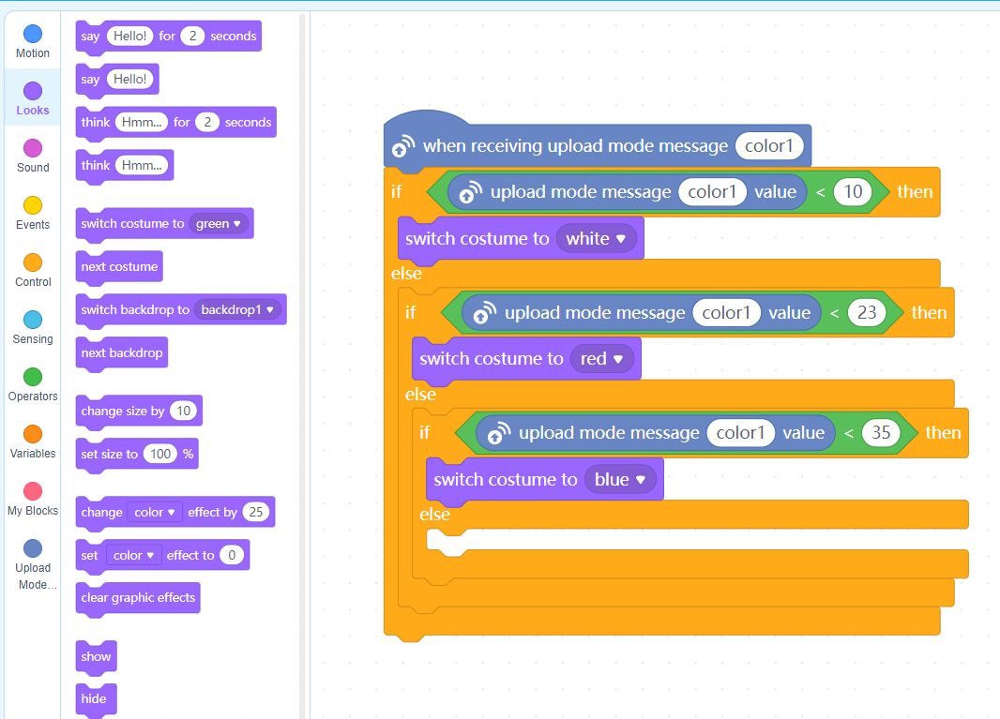 Motion
Looks
Sound
Events
Control
Sensing
Operators
Variables
My Blocks
Upload
Mode...
say Hello! for 2 seconds
say Hello!
think Hmm... for 2 seconds
think Hmm...
switch costume to green
next costume
switch backdrop to backdrop1
next backdrop
change size by 10
set size to 100 %
change color effect by 25
set color effect to 0
clear graphic effects
show
hide
when receiving upload mode message color1
if upload mode message color1 value < 10 then
switch costume to white
else
if upload mode message color1 value < 23 then
switch costume to red
else
if upload mode message color1 value < 35 then
switch costume to blue
else